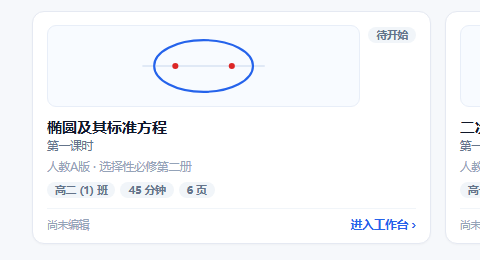 待开始
椭圆及其标准方程
第一课时
人教A版 · 选择性必修第二册
高二 (1) 班
45 分钟
6 页
尚未编辑
进入工作台 ›